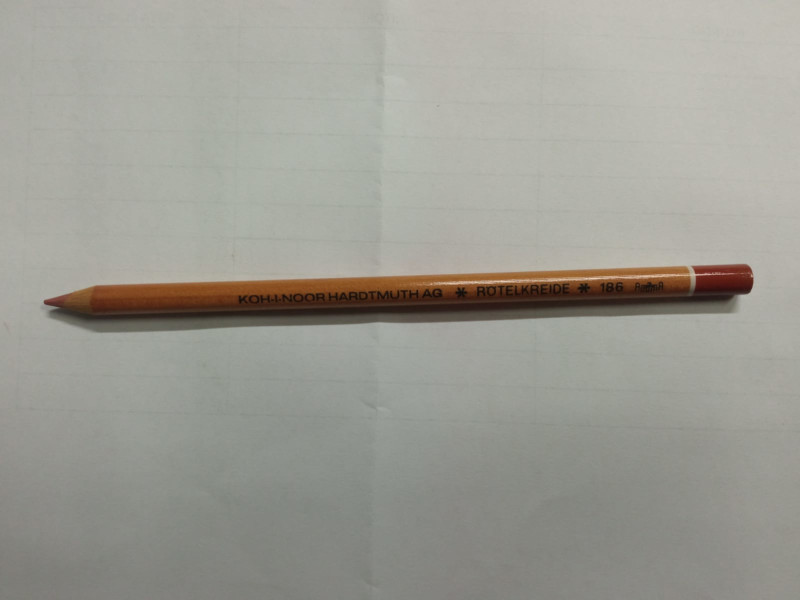 KOH-I-NOOR HARDTMUTH AG * RÖTELKREIDE * 186